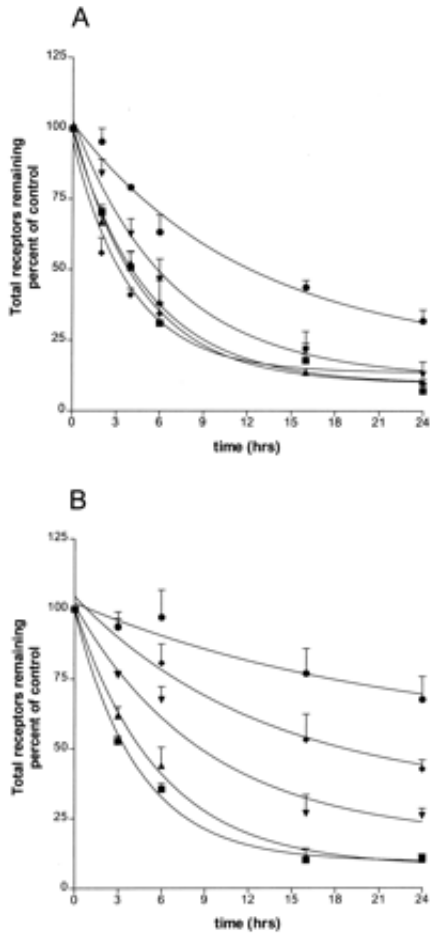 A
125
100
75
50
25
0
Total receptors remaining
percent of control
0 3 6 9 12 15 18 21 24
time (hrs)
B
125
100
75
50
25
0
Total receptors remaining
percent of control
0 3 6 9 12 15 18 21 24
time (hrs)